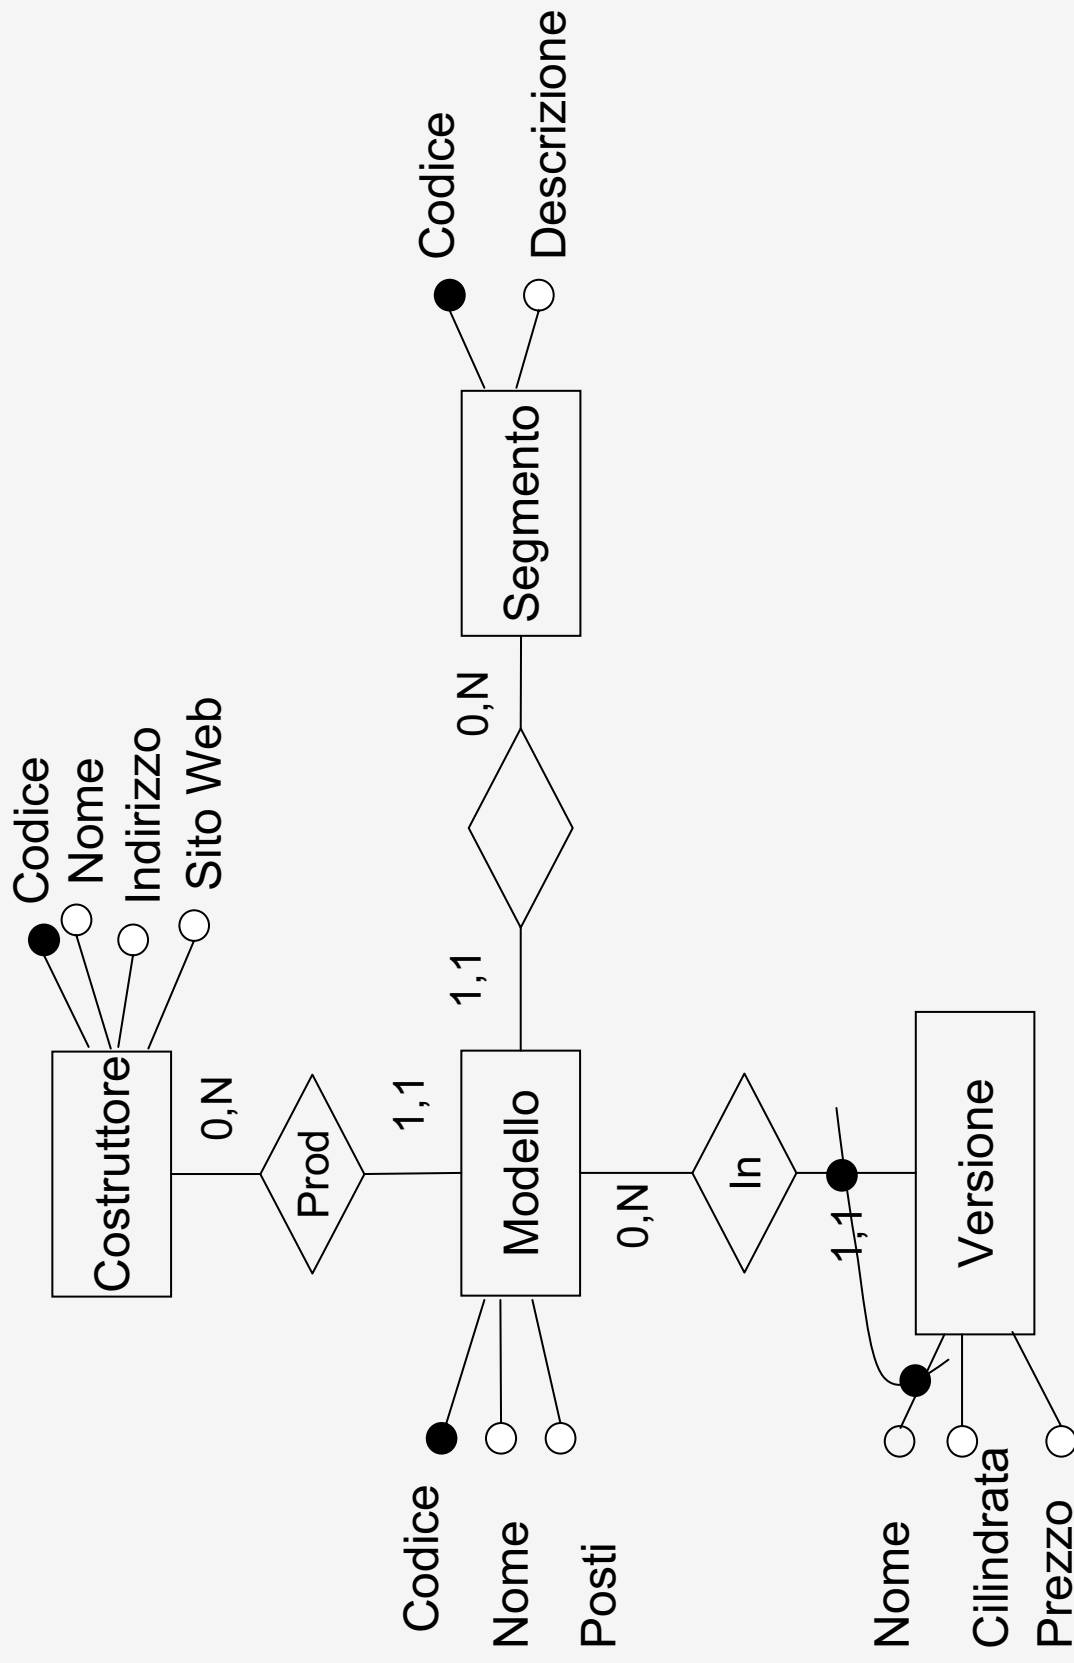 Codice
Nome
Indirizzo
Sito Web
Costruttore
0,N
Prod
1,1
Codice
Nome
Posti
Modello
1,1
0,N
Segmento
Codice
Descrizione
0,N
In
1,1
Versione
Nome
Cilindrata
Prezzo